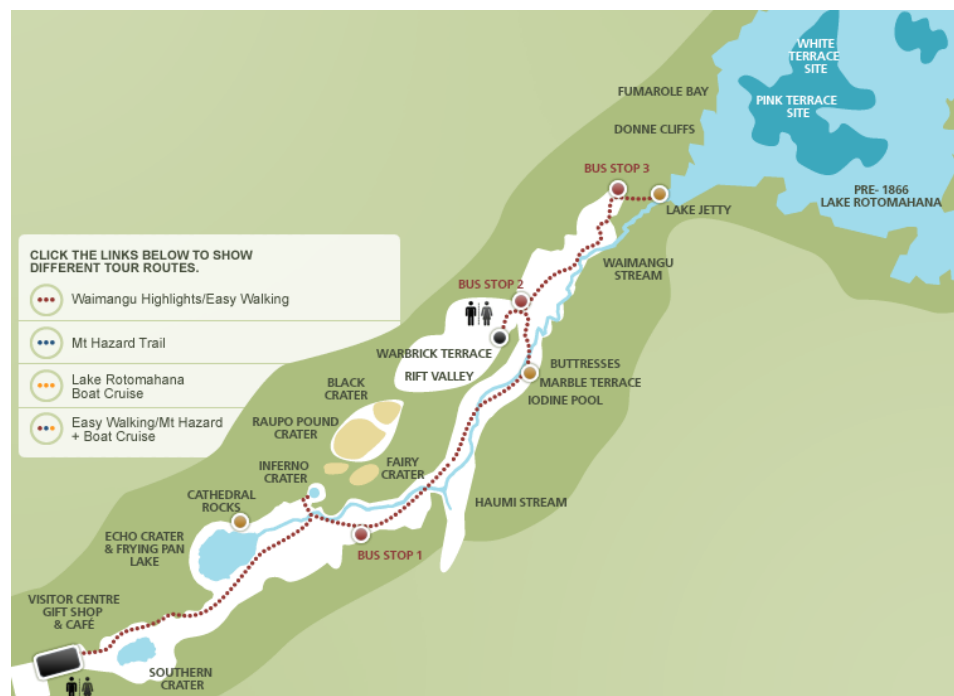 WHITE
TERRACE
SITE
FUMAROLE BAY
PINK TERRACE
SITE
DONNE CLIFFS
BUS STOP 3
PRE- 1866
LAKE ROTOMAHANA
LAKE JETTY
CLICK THE LINKS BELOW TO SHOW
DIFFERENT TOUR ROUTES.
Waimangu Highlights/Easy Walking
Mt Hazard Trail
Lake Rotomahana
Boat Cruise
Easy Walking/Mt Hazard
+ Boat Cruise
WAIMANGU
STREAM
BUS STOP 2
WARBRICK TERRACE
RIFT VALLEY
BUTTRESSES
MARBLE TERRACE
IODINE POOL
BLACK
CRATER
RAUPO POUND
CRATER
INFERNO
CRATER
FAIRY
CRATER
CATHEDRAL
ROCKS
HAUMI STREAM
ECHO CRATER
& FRYING PAN
LAKE
BUS STOP 1
VISITOR CENTRE
GIFT SHOP
& CAFÉ
SOUTHERN
CRATER